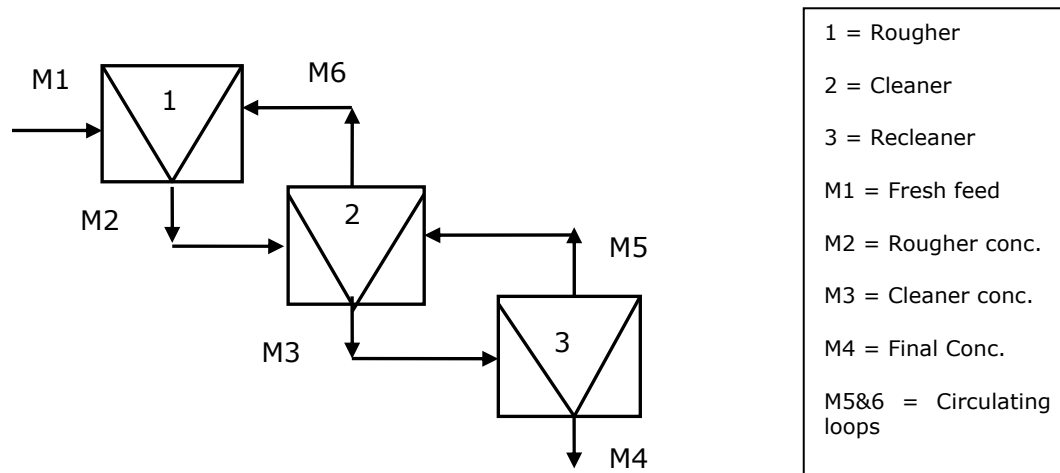 M1
1
M6
M2
2
M5
M3
3
M4
1 = Rougher
2 = Cleaner
3 = Recleaner
M1 = Fresh feed
M2 = Rougher conc.
M3 = Cleaner conc.
M4 = Final Conc.
M5&6 = Circulating
loops